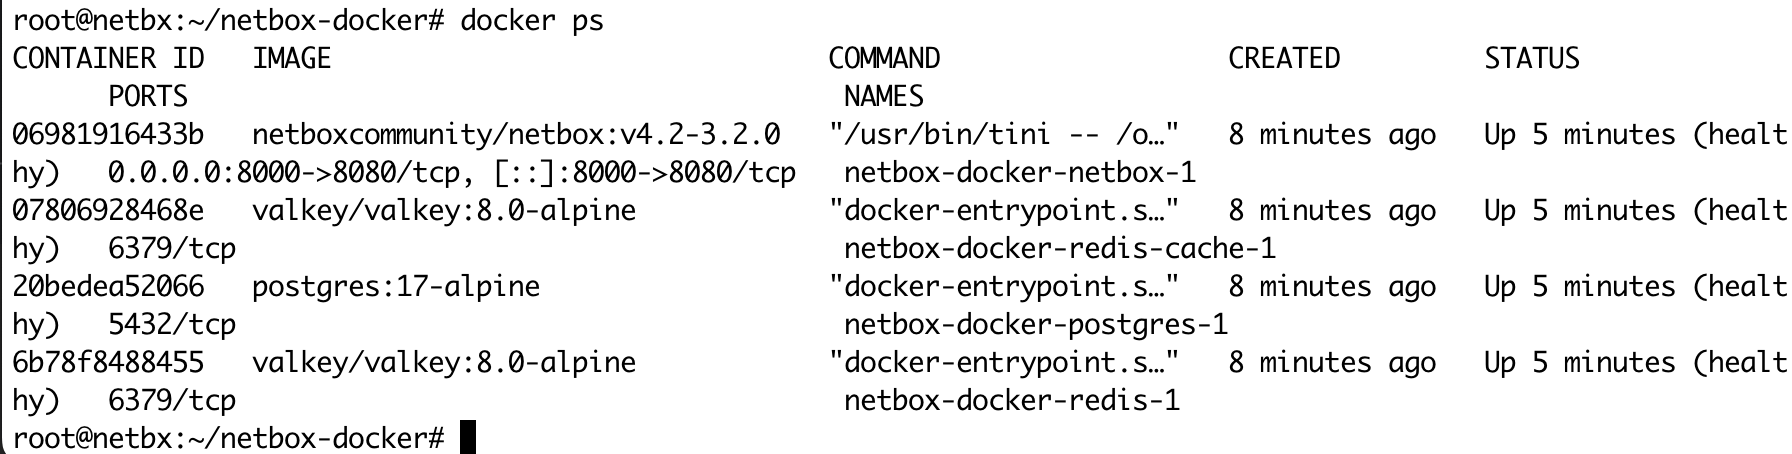 root@netbx:~/netbox-docker# docker ps
CONTAINER ID   IMAGE                               COMMAND                  CREATED         STATUS
      PORTS                                         NAMES
06981916433b   netboxcommunity/netbox:v4.2-3.2.0   "/usr/bin/tini -- /o…"   8 minutes ago   Up 5 minutes (healt
hy)   0.0.0.0:8000->8080/tcp, [::]:8000->8080/tcp   netbox-docker-netbox-1
07806928468e   valkey/valkey:8.0-alpine            "docker-entrypoint.s…"   8 minutes ago   Up 5 minutes (healt
hy)   6379/tcp                                      netbox-docker-redis-cache-1
20bedea52066   postgres:17-alpine                  "docker-entrypoint.s…"   8 minutes ago   Up 5 minutes (healt
hy)   5432/tcp                                      netbox-docker-postgres-1
6b78f8488455   valkey/valkey:8.0-alpine            "docker-entrypoint.s…"   8 minutes ago   Up 5 minutes (healt
hy)   6379/tcp                                      netbox-docker-redis-1
root@netbx:~/netbox-docker#